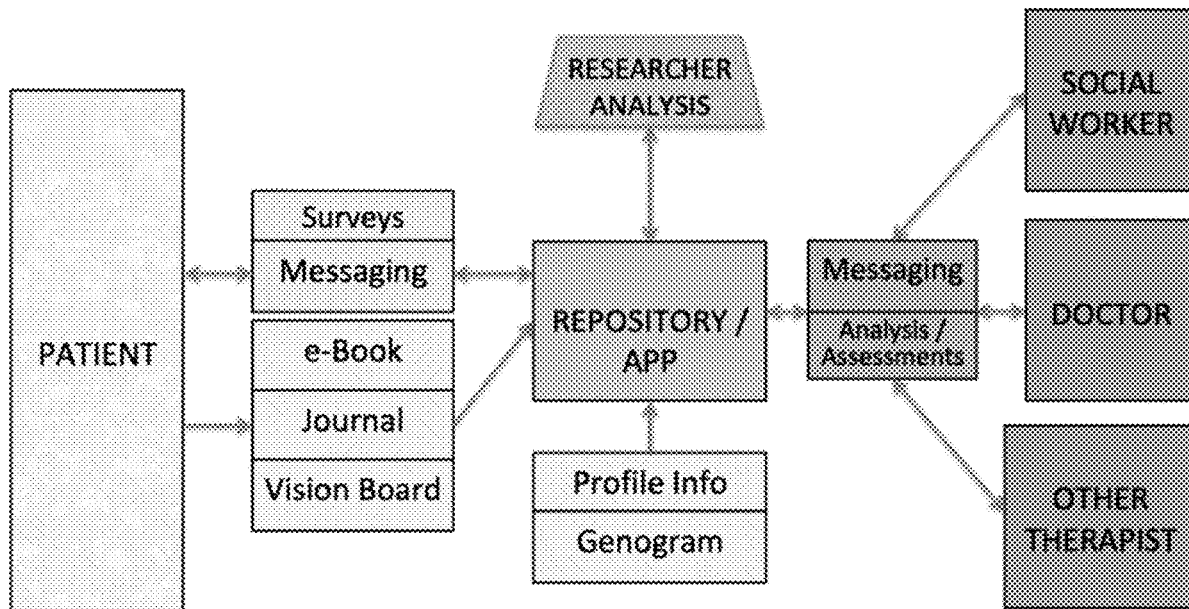 PATIENT
Surveys
Messaging
e-Book
Journal
Vision Board
RESEARCHER
ANALYSIS
REPOSITORY /
APP
Profile Info
Genogram
Messaging
Analysis /
Assessments
SOCIAL
WORKER
DOCTOR
OTHER
THERAPIST